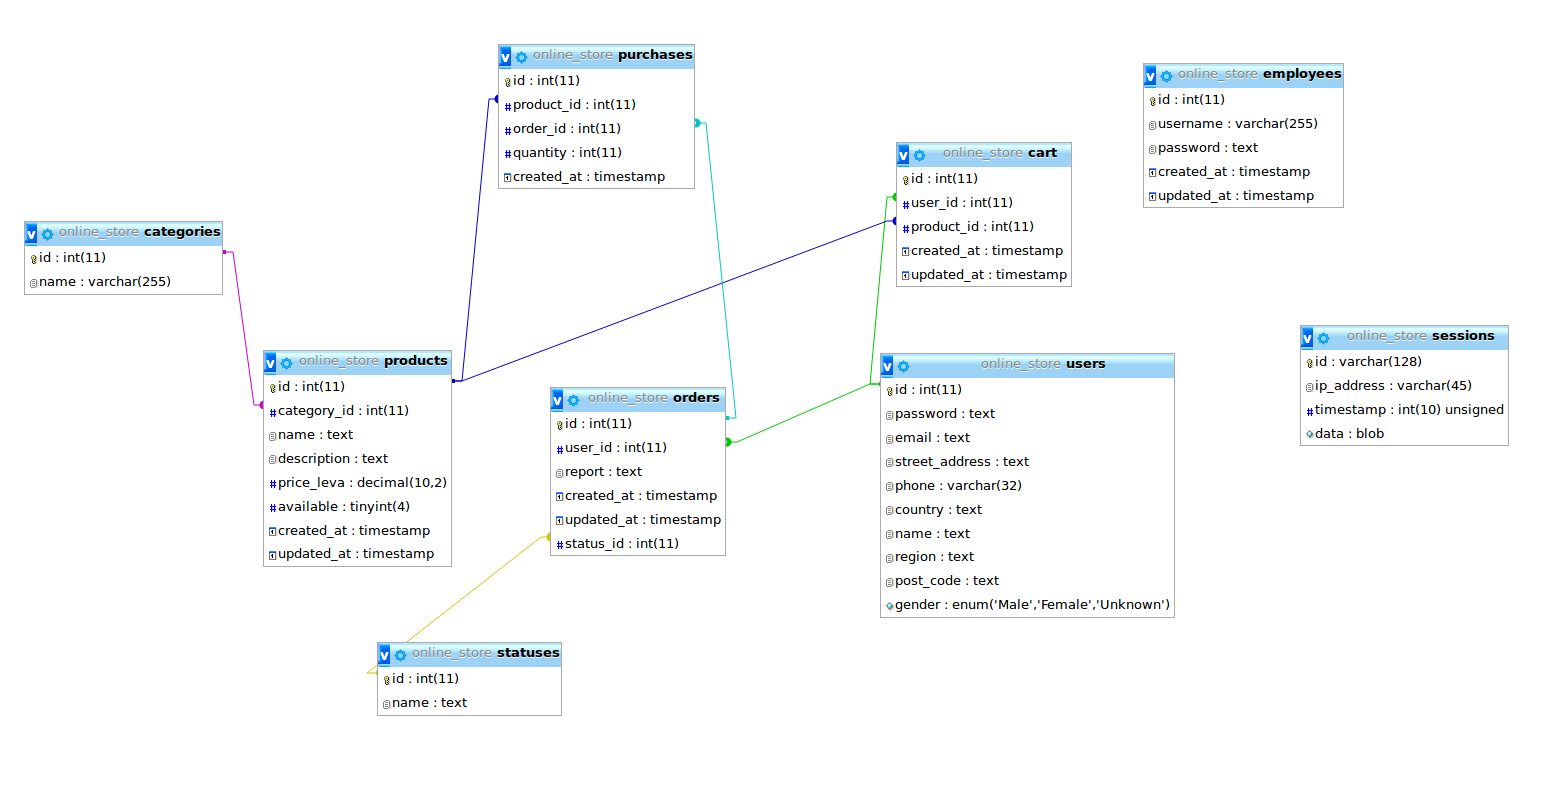 online_store purchases
id : int(11)
product_id : int(11)
order_id : int(11)
quantity : int(11)
created_at : timestamp
online_store employees
id : int(11)
username : varchar(255)
password : text
created_at : timestamp
updated_at : timestamp
online_store cart
id : int(11)
user_id : int(11)
product_id : int(11)
created_at : timestamp
updated_at : timestamp
online_store categories
id : int(11)
name : varchar(255)
online_store products
id : int(11)
category_id : int(11)
name : text
description : text
price_leva : decimal(10,2)
available : tinyint(4)
created_at : timestamp
updated_at : timestamp
online_store orders
id : int(11)
user_id : int(11)
report : text
created_at : timestamp
updated_at : timestamp
status_id : int(11)
online_store users
id : int(11)
password : text
email : text
street_address : text
phone : varchar(32)
country : text
name : text
region : text
post_code : text
gender : enum('Male','Female','Unknown')
online_store sessions
id : varchar(128)
ip_address : varchar(45)
timestamp : int(10) unsigned
data : blob
online_store statuses
id : int(11)
name : text